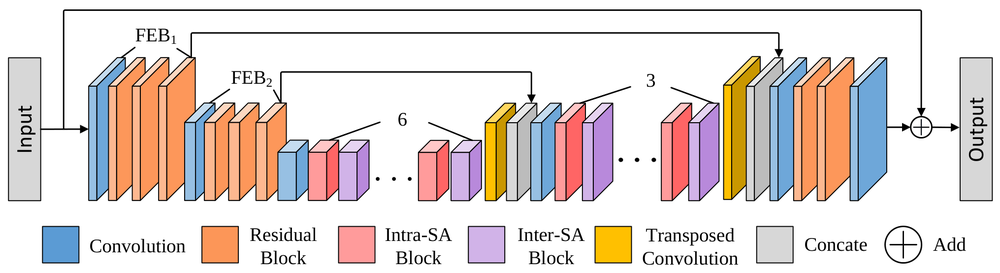 FEB1
FEB2
6
3
Input
Output
Convolution
Residual
Block
Intra-SA
Block
Inter-SA
Block
Transposed
Convolution
Concate
Add